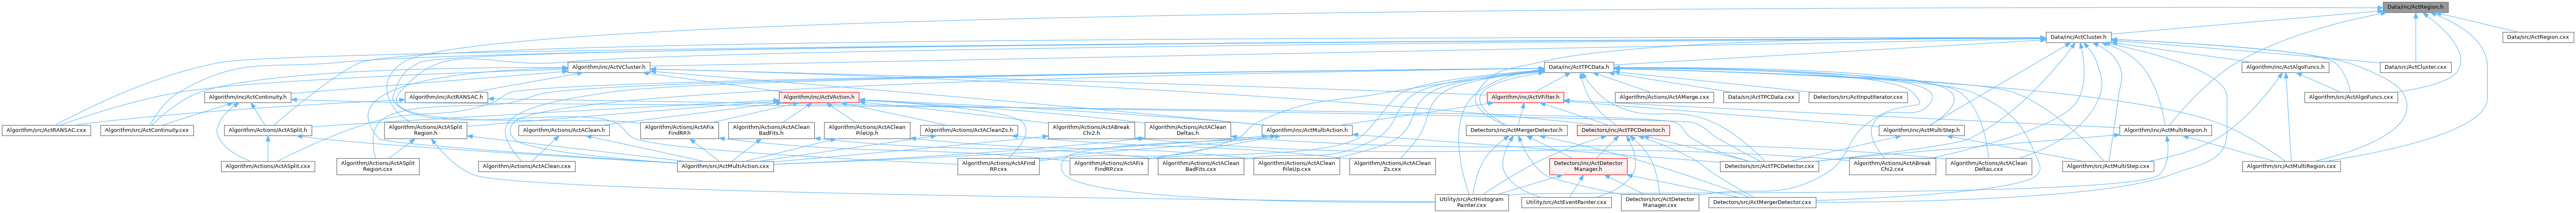 Data/inc/ActRegion.h
Data/inc/ActCluster.h
Data/src/ActRegion.cxx
Algorithm/inc/ActVCluster.h
Data/inc/ActTPCData.h
Algorithm/inc/ActAlgoFuncs.h
Data/src/ActCluster.cxx
Algorithm/inc/ActContinuity.h
Algorithm/inc/ActRANSAC.h
Algorithm/inc/ActVAction.h
Algorithm/inc/ActVFilter.h
Algorithm/Actions/ActAMerge.cxx
Data/src/ActTPCData.cxx
Detectors/src/ActInputIterator.cxx
Algorithm/src/ActAlgoFuncs.cxx
Algorithm/src/ActRANSAC.cxx
Algorithm/src/ActContinuity.cxx
Algorithm/Actions/ActASplit.h
Algorithm/Actions/ActASplit
Region.h
Algorithm/Actions/ActAClean.h
Algorithm/Actions/ActAFix
FindRP.h
Algorithm/Actions/ActAClean
BadFits.h
Algorithm/Actions/ActAClean
PileUp.h
Algorithm/Actions/ActACleanZs.h
Algorithm/Actions/ActABreak
Chi2.h
Algorithm/Actions/ActAClean
Deltas.h
Algorithm/inc/ActMultiAction.h
Detectors/inc/ActMergerDetector.h
Detectors/inc/ActTPCDetector.h
Algorithm/inc/ActMultiStep.h
Algorithm/inc/ActMultiRegion.h
Algorithm/Actions/ActASplit.cxx
Algorithm/Actions/ActASplit
Region.cxx
Algorithm/Actions/ActAClean.cxx
Algorithm/src/ActMultiAction.cxx
Algorithm/Actions/ActAFind
RP.cxx
Algorithm/Actions/ActAFix
FindRP.cxx
Algorithm/Actions/ActAClean
BadFits.cxx
Algorithm/Actions/ActAClean
PileUp.cxx
Algorithm/Actions/ActAClean
Zs.cxx
Detectors/inc/ActDetector
Manager.h
Detectors/src/ActTPCDetector.cxx
Algorithm/Actions/ActABreak
Chi2.cxx
Algorithm/Actions/ActAClean
Deltas.cxx
Algorithm/src/ActMultiStep.cxx
Algorithm/src/ActMultiRegion.cxx
Utility/src/ActHistogram
Painter.cxx
Utility/src/ActEventPainter.cxx
Detectors/src/ActDetector
Manager.cxx
Detectors/src/ActMergerDetector.cxx